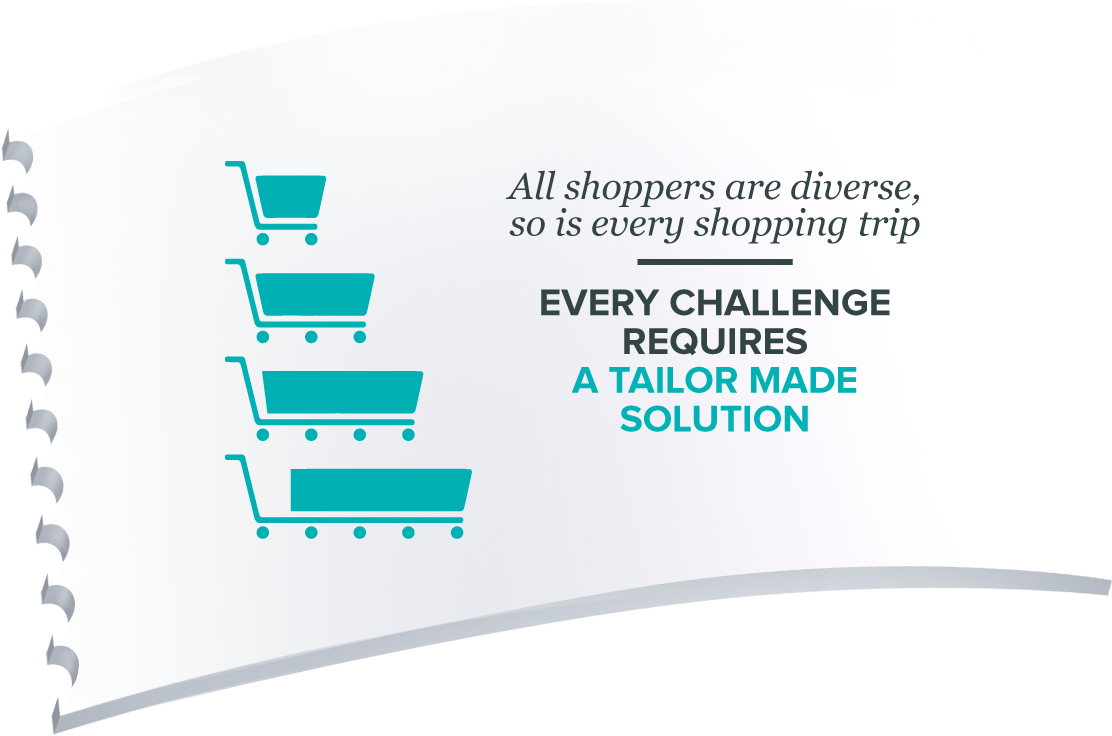 All shoppers are diverse,
so is every shopping trip
EVERY CHALLENGE
REQUIRES
A TAILOR MADE
SOLUTION